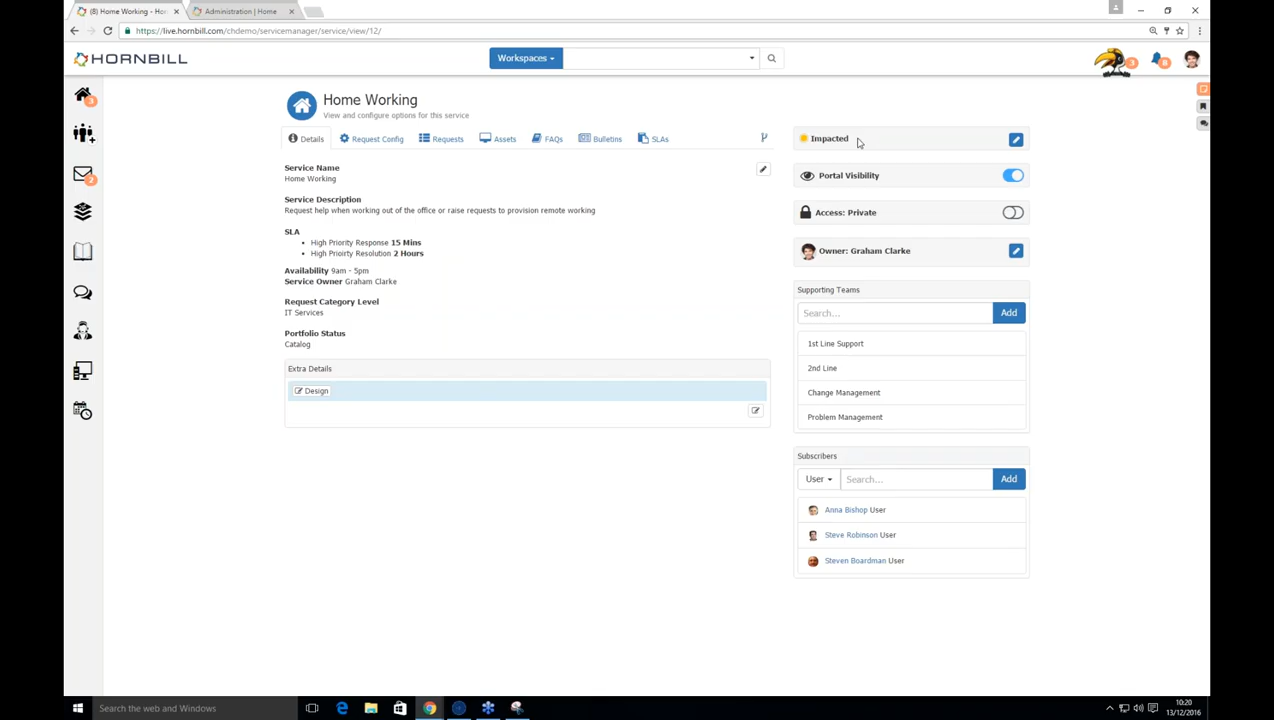 (8) Home Working - Ho
Administration | Home
https://live.hornbill.com/chdemo/servicemanager/service/view/12/
HORNBILL
Workspaces
3
8
3
2
Home Working
View and configure options for this service
Details
Request Config
Requests
Assets
FAQs
Bulletins
SLAs
Service Name
Home Working
Service Description
Request help when working out of the office or raise requests to provision remote working
SLA
High Priority Response 15 Mins
High Priority Resolution 2 Hours
Availability 9am - 5pm
Service Owner Graham Clarke
Request Category Level
IT Services
Portfolio Status
Catalog
Extra Details
Design
Impacted
Portal Visibility
Access: Private
Owner: Graham Clarke
Supporting Teams
Search...
Add
1st Line Support
2nd Line
Change Management
Problem Management
Subscribers
User
Search...
Add
Anna Bishop User
Steve Robinson User
Steven Boardman User
Search the web and Windows
10:20
13/12/2016